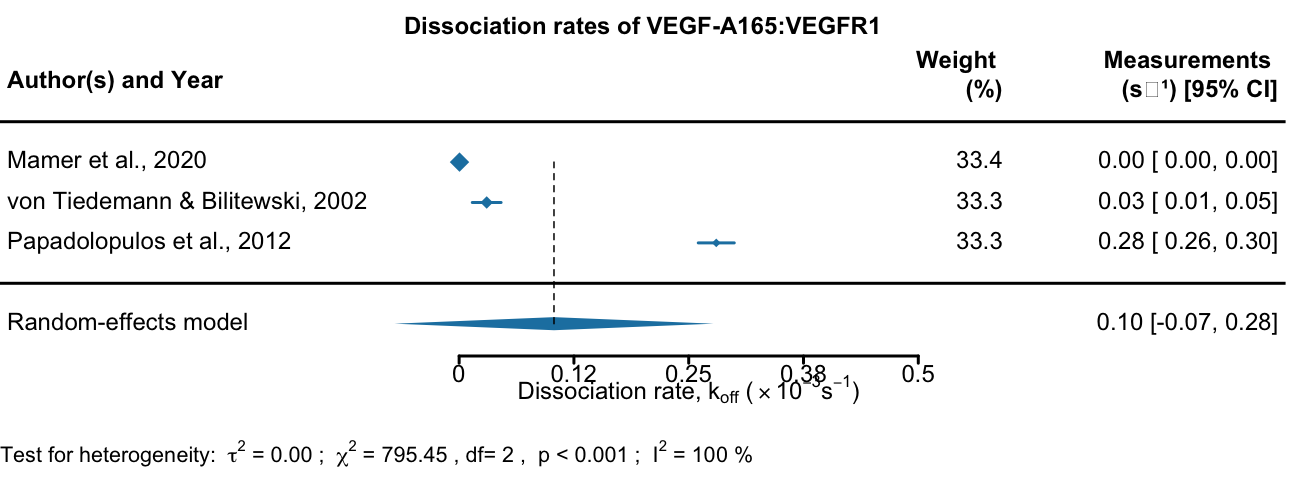 Dissociation rates of VEGF-A165:VEGFR1
Author(s) and Year Weight (%) Measurements (s□⁻¹) [95% CI]
Mamer et al., 2020 33.4 0.00 [ 0.00, 0.00]
von Tiedemann & Bilitewski, 2002 33.3 0.03 [ 0.01, 0.05]
Papadolopulos et al., 2012 33.3 0.28 [ 0.26, 0.30]
Random-effects model 0.10 [-0.07, 0.28]
0 0.12 0.25 0.38 0.5
Dissociation rate, koff ( × 10⁻³s⁻¹)
Test for heterogeneity: τ² = 0.00 ; χ² = 795.45 , df= 2 , p < 0.001 ; I² = 100 %